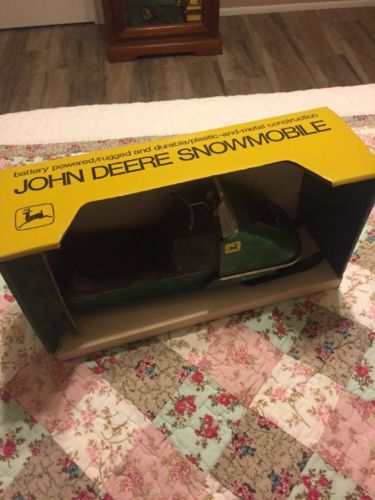 battery powered/rugged and durable/plastic-and-metal construction
JOHN DEERE SNOWMOBILE